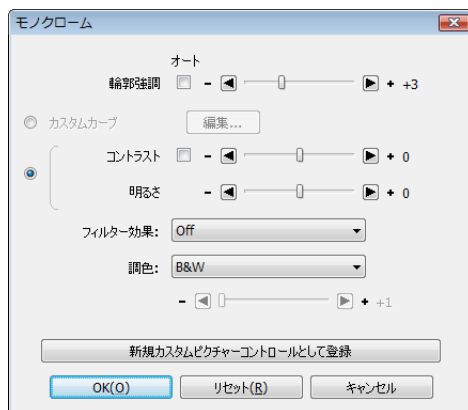 モノクローム
オート
輪郭強調 - + +3
カスタムカーブ 編集...
コントラスト - + 0
明るさ - + 0
フィルター効果: Off
調色: B&W
- + +1
新規カスタムピクチャーコントロールとして登録
OK(O) リセット(R) キャンセル